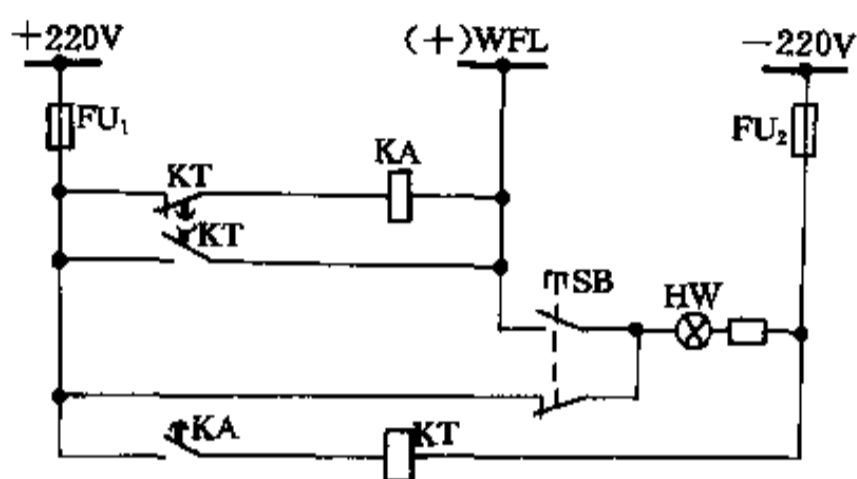 +220V (+)WFL -220V
FU₁ FU₂
KT KA
KT
SB HW
KA KT